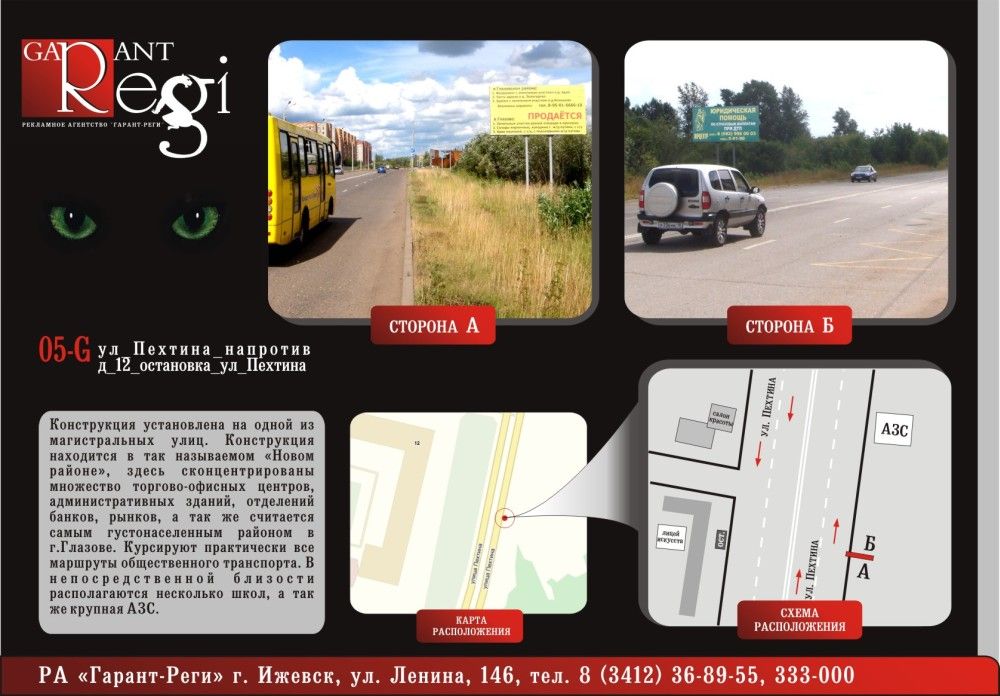 GARANT
Regi
РЕКЛАМНОЕ АГЕНТСТВО "ГАРАНТ-РЕГИ"
ПРОДАЁТСЯ
ЮРИДИЧЕСКАЯ
ПОМОЩЬ
ПРИ ДТП
СТОРОНА А
СТОРОНА Б
05-G ул_Пехтина_напротив
д_12_остановка_ул_Пехтина
Конструкция установлена на одной из
магистральных улиц. Конструкция
находится в так называемом «Новом
районе», здесь сконцентрированы
множество торгово-офисных центров,
административных зданий, отделений
банков, рынков, а так же считается
самым густонаселенным районом в
г.Глазове. Курсируют практически все
маршруты общественного транспорта. В
непосредственной близости
располагаются несколько школ, а так
же крупная АЗС.
12
улица Пехтина
улица Пехтина
КАРТА
РАСПОЛОЖЕНИЯ
салон
красоты
УЛ. ПЕХТИНА
АЗС
лицей
искусств
ОСТ.
УЛ. ПЕХТИНА
Б
А
СХЕМА
РАСПОЛОЖЕНИЯ
РА «Гарант-Реги» г. Ижевск, ул. Ленина, 146, тел. 8 (3412) 36-89-55, 333-000